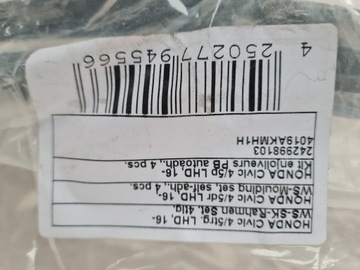 HONDA Civic 4/5trg. LHD, 16-
WS-SK-Rahmen Set, 4tlg.
HONDA Civic 4/5dr LHD, 16-
WS-Moulding set, self-adh., 4 pcs.
HONDA Civic 4/5p LHD, 16-
Kit enjoliveurs PB autoadh., 4 pcs.
242998103
4019AKMH1H
4 250277 945566